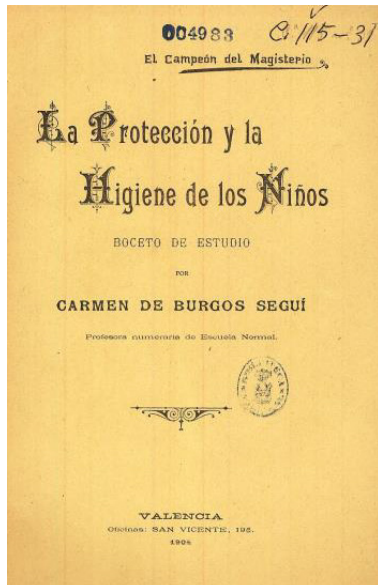 004983
C. 115-31
El Campeón del Magisterio
La Protección y la
Higiene de los Niños
BOCETO DE ESTUDIO
POR
CARMEN DE BURGOS SEGUÍ
Profesora numeraria de Escuela Normal.
VALENCIA
Oficinas: SAN VICENTE, 196.
1904